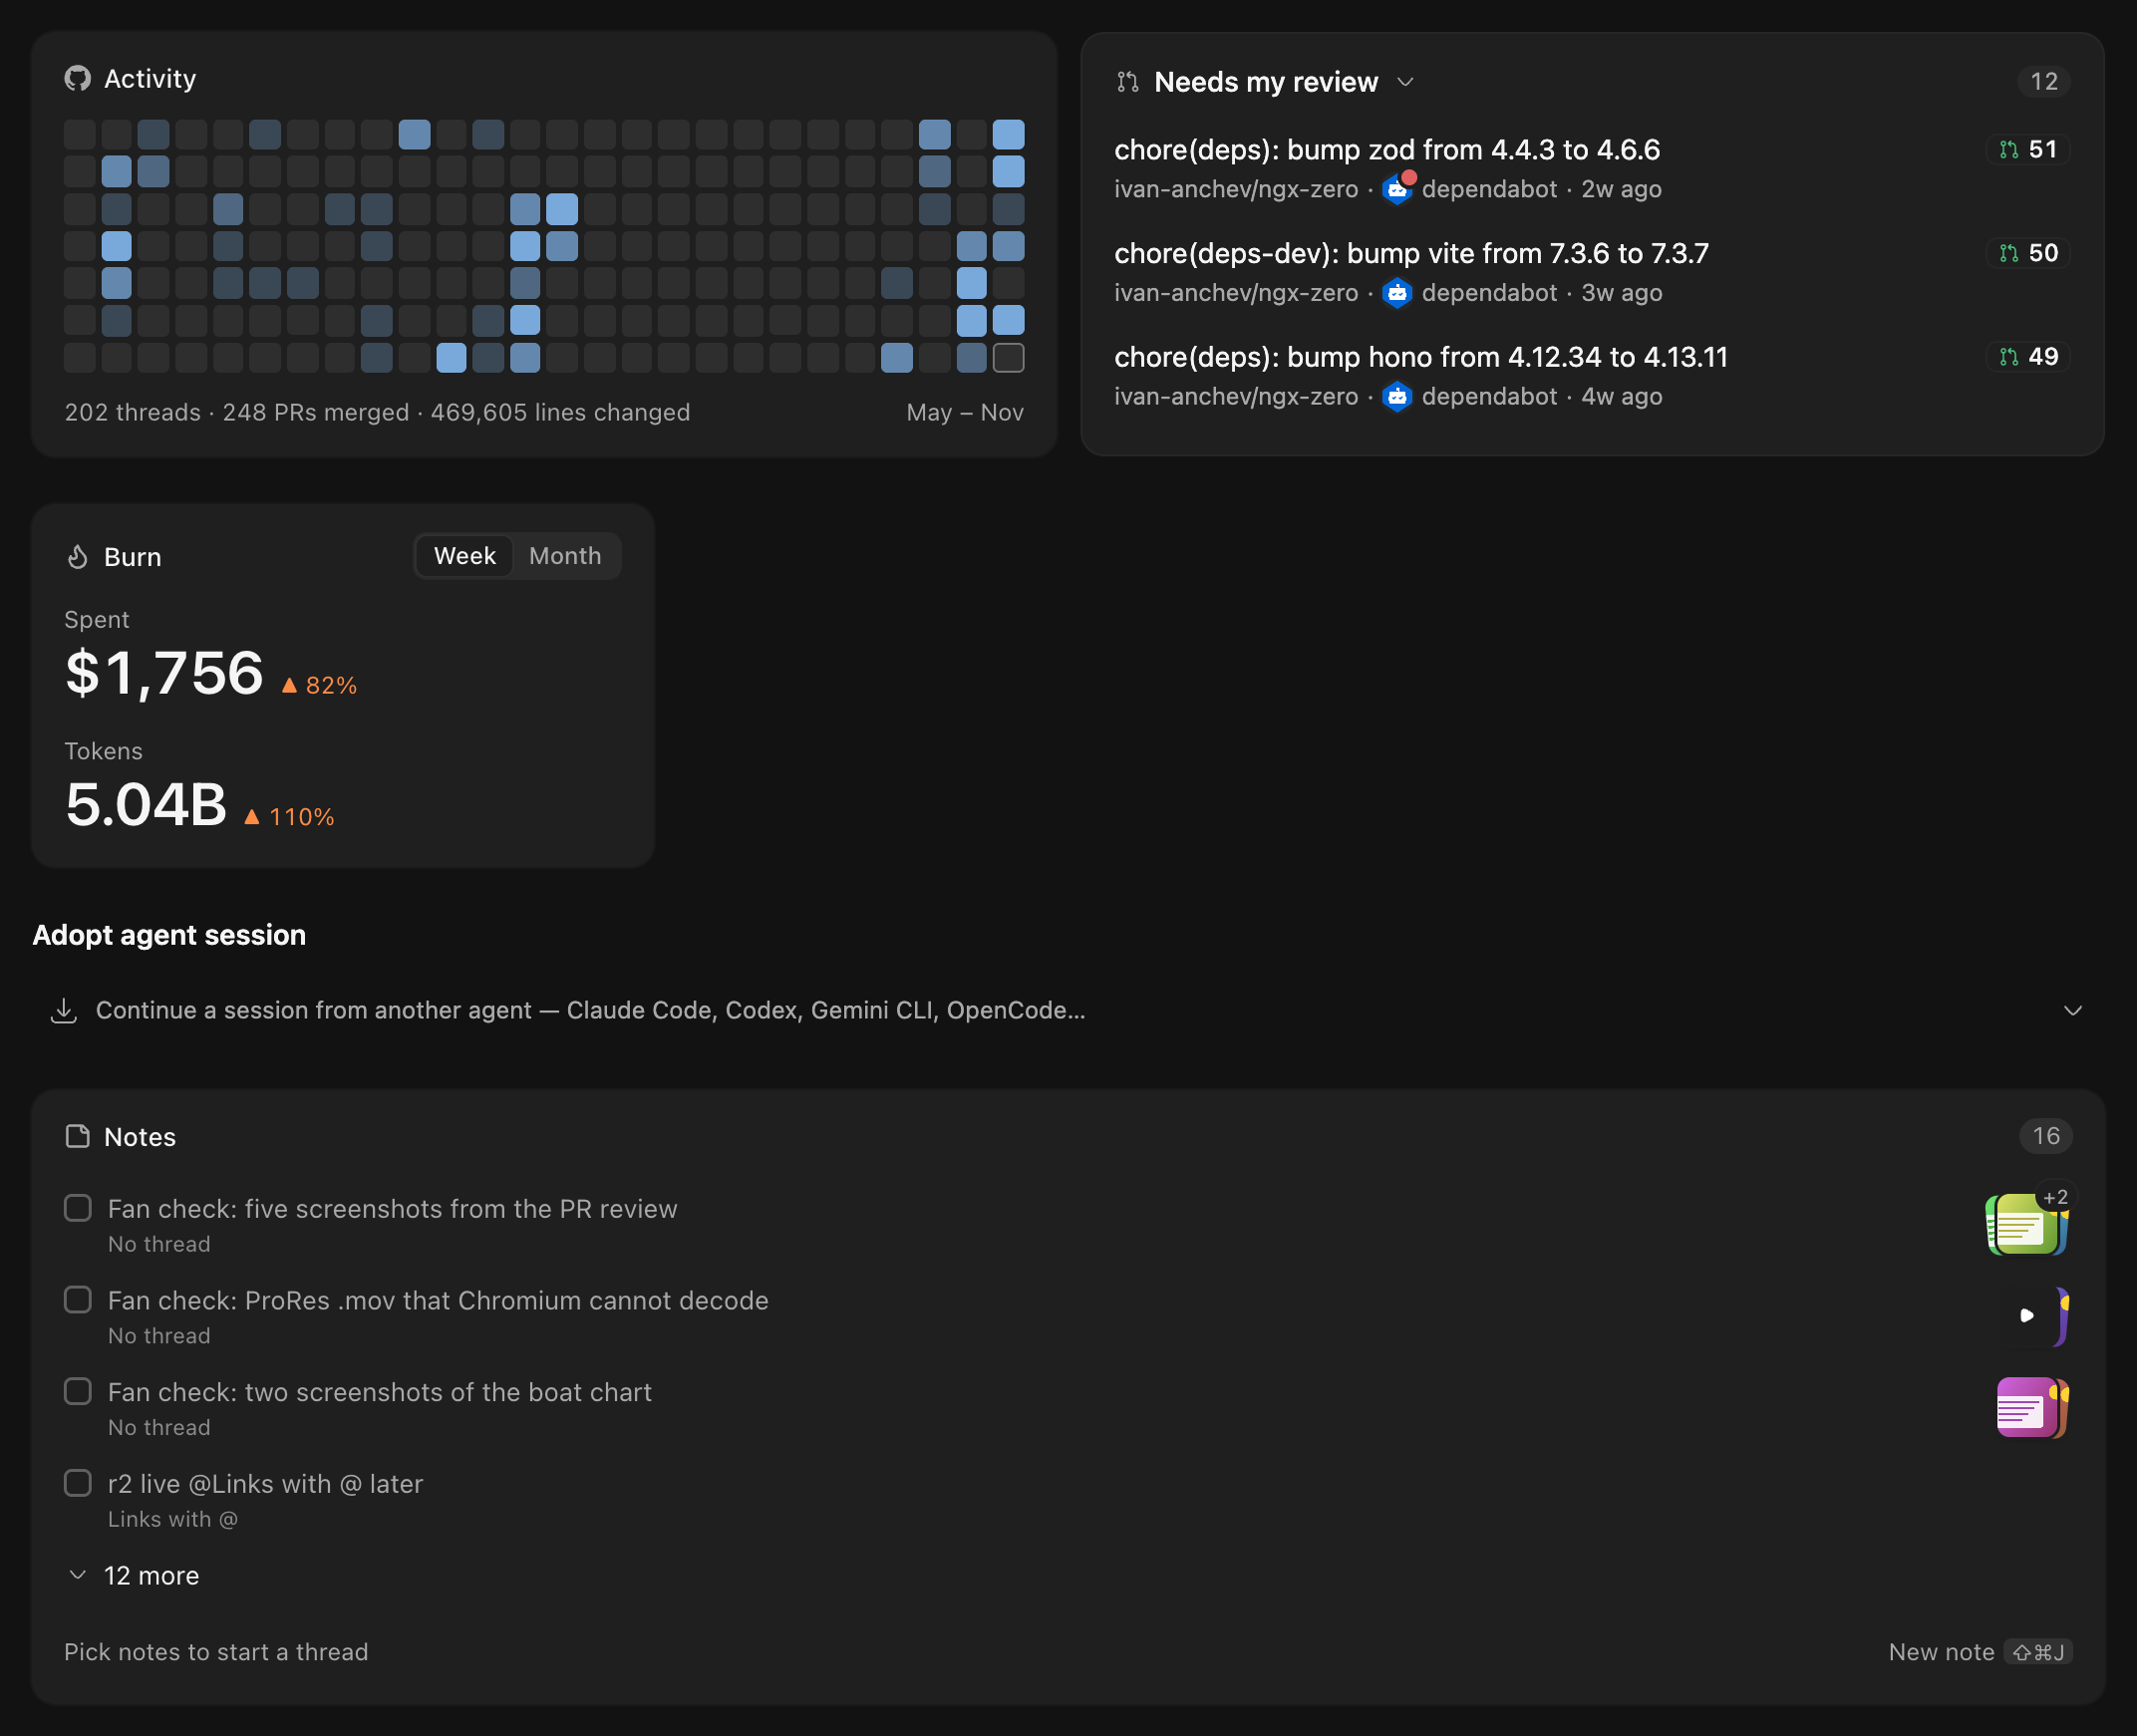 Activity
202 threads · 248 PRs merged · 469,605 lines changed
May – Nov
Needs my review
12
chore(deps): bump zod from 4.4.3 to 4.6.6
51
ivan-anchev/ngx-zero · dependabot · 2w ago
chore(deps-dev): bump vite from 7.3.6 to 7.3.7
50
ivan-anchev/ngx-zero · dependabot · 3w ago
chore(deps): bump hono from 4.12.34 to 4.13.11
49
ivan-anchev/ngx-zero · dependabot · 4w ago
Burn
Week Month
Spent
$1,756 ▲ 82%
Tokens
5.04B ▲ 110%
Adopt agent session
Continue a session from another agent — Claude Code, Codex, Gemini CLI, OpenCode...
Notes
16
Fan check: five screenshots from the PR review
+2
No thread
Fan check: ProRes .mov that Chromium cannot decode
No thread
Fan check: two screenshots of the boat chart
No thread
r2 live @Links with @ later
Links with @
12 more
Pick notes to start a thread
New note ⇧⌘J